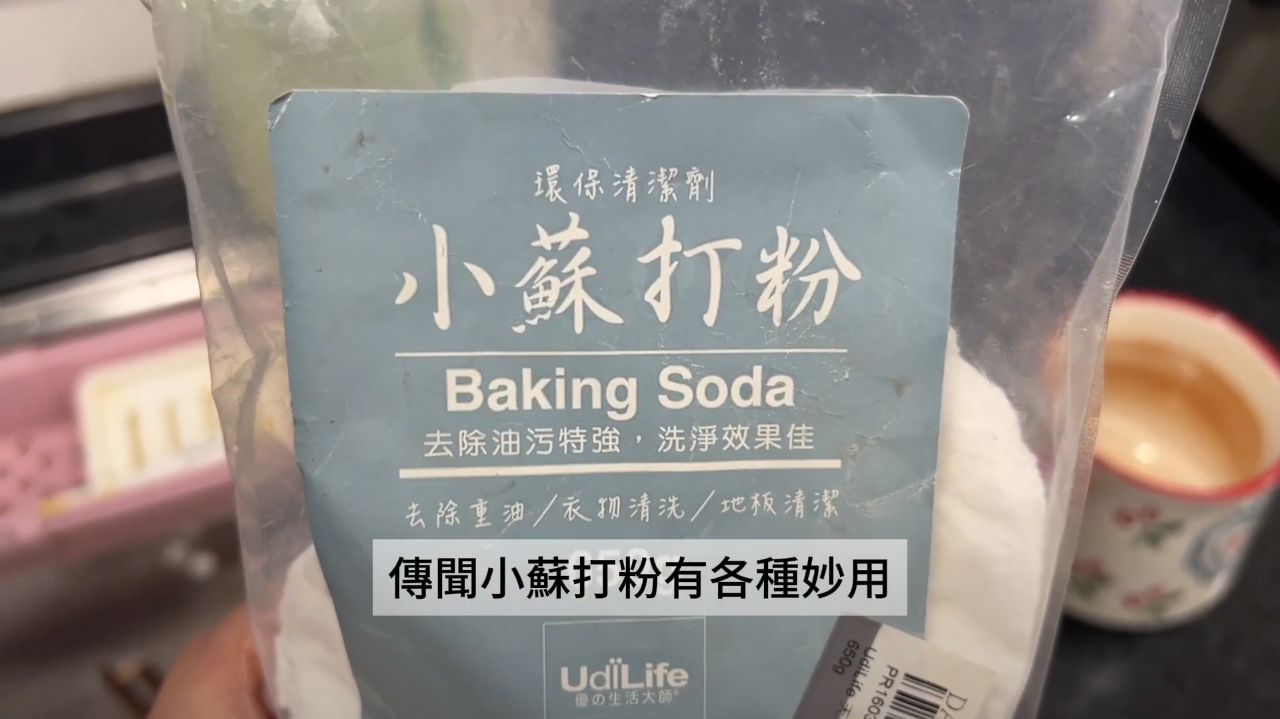 環保清潔劑
小蘇打粉
Baking Soda
去除油污特強，洗淨效果佳
去除重油/衣物清洗/地板清潔
傳聞小蘇打粉有各種妙用
UdiLife
優の生活大師®
UdiLife
650g
PR1603